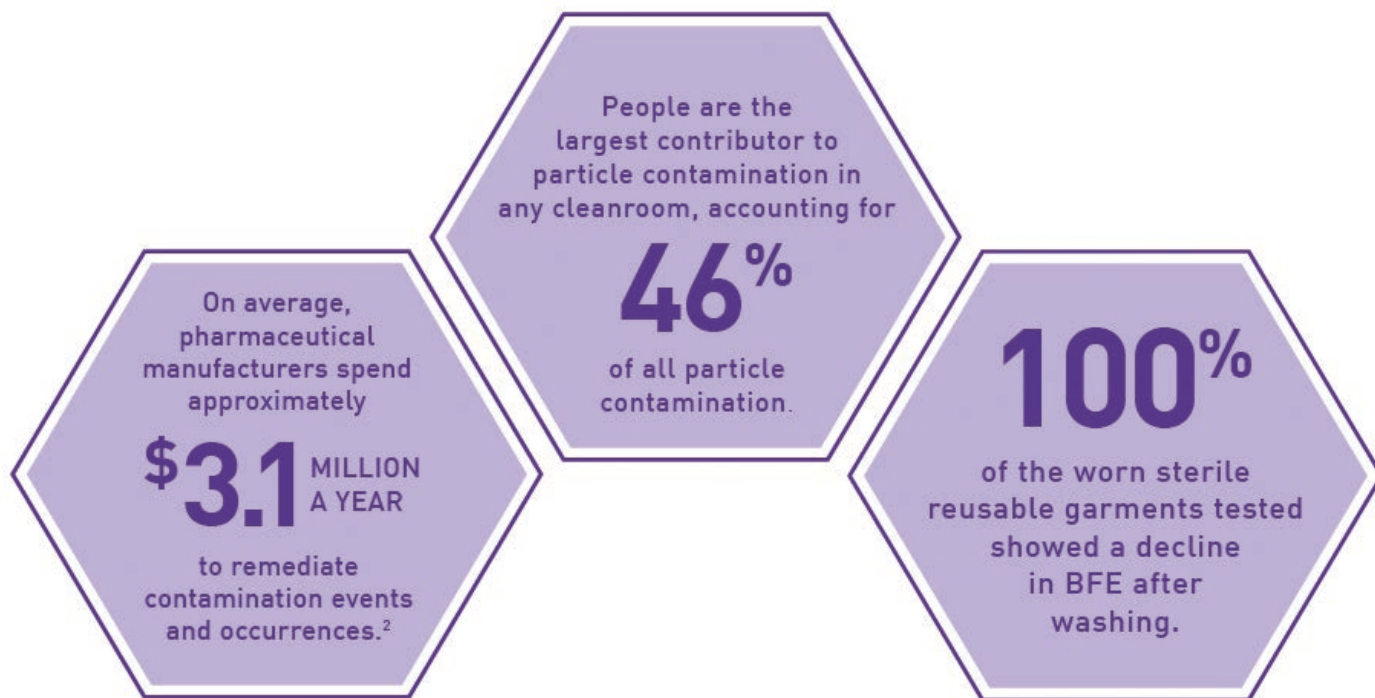 On average,
pharmaceutical
manufacturers spend
approximately
$3.1 MILLION
A YEAR
to remediate
contamination events
and occurrences.²
People are the
largest contributor to
particle contamination in
any cleanroom, accounting for
46%
of all particle
contamination.
100%
of the worn sterile
reusable garments tested
showed a decline
in BFE after
washing.